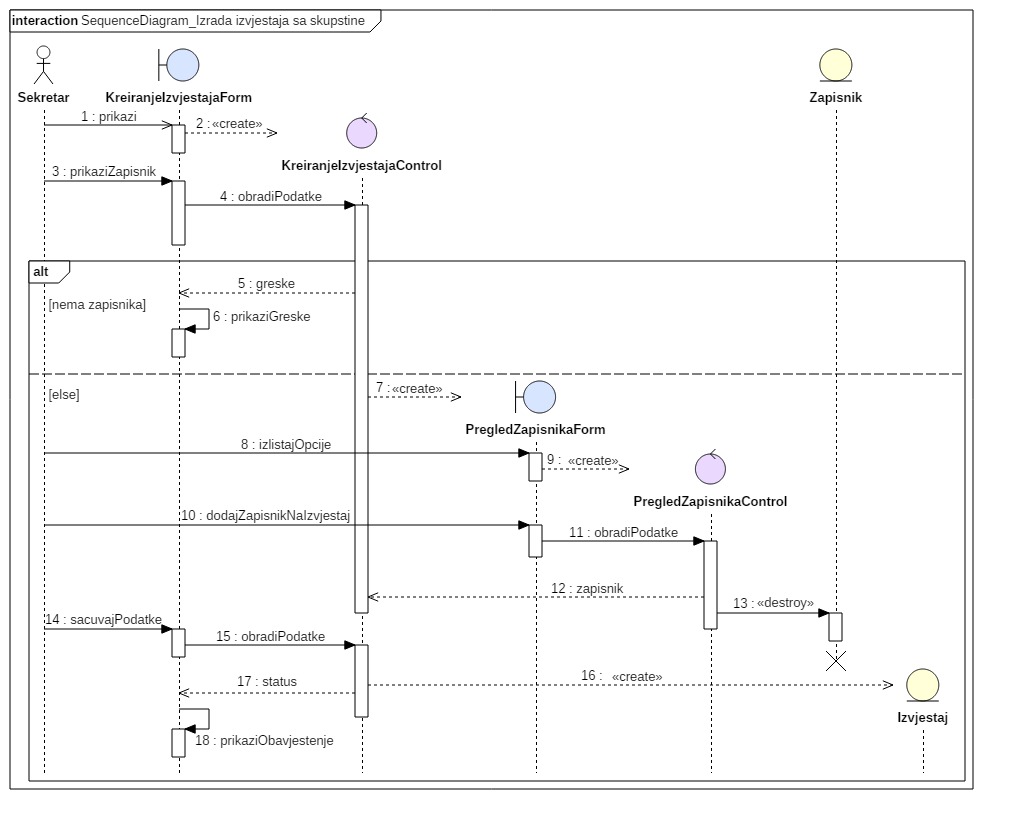 interaction SequenceDiagram_Izrada izvjestaja sa skupstine
Sekretar
KreiranjeIzvjestajaForm
Zapisnik
1 : prikazi
2 : «create»
KreiranjeIzvjestajaControl
3 : prikaziZapisnik
4 : obradiPodatke
alt
5 : greske
[nema zapisnika]
6 : prikaziGreske
[else]
7 : «create»
PregledZapisnikaForm
8 : izlistajOpcije
9 : «create»
PregledZapisnikaControl
10 : dodajZapisnikNaIzvjestaj
11 : obradiPodatke
12 : zapisnik
13 : «destroy»
14 : sacuvajPodatke
15 : obradiPodatke
16 : «create»
17 : status
Izvjestaj
18 : prikaziObavjestenje